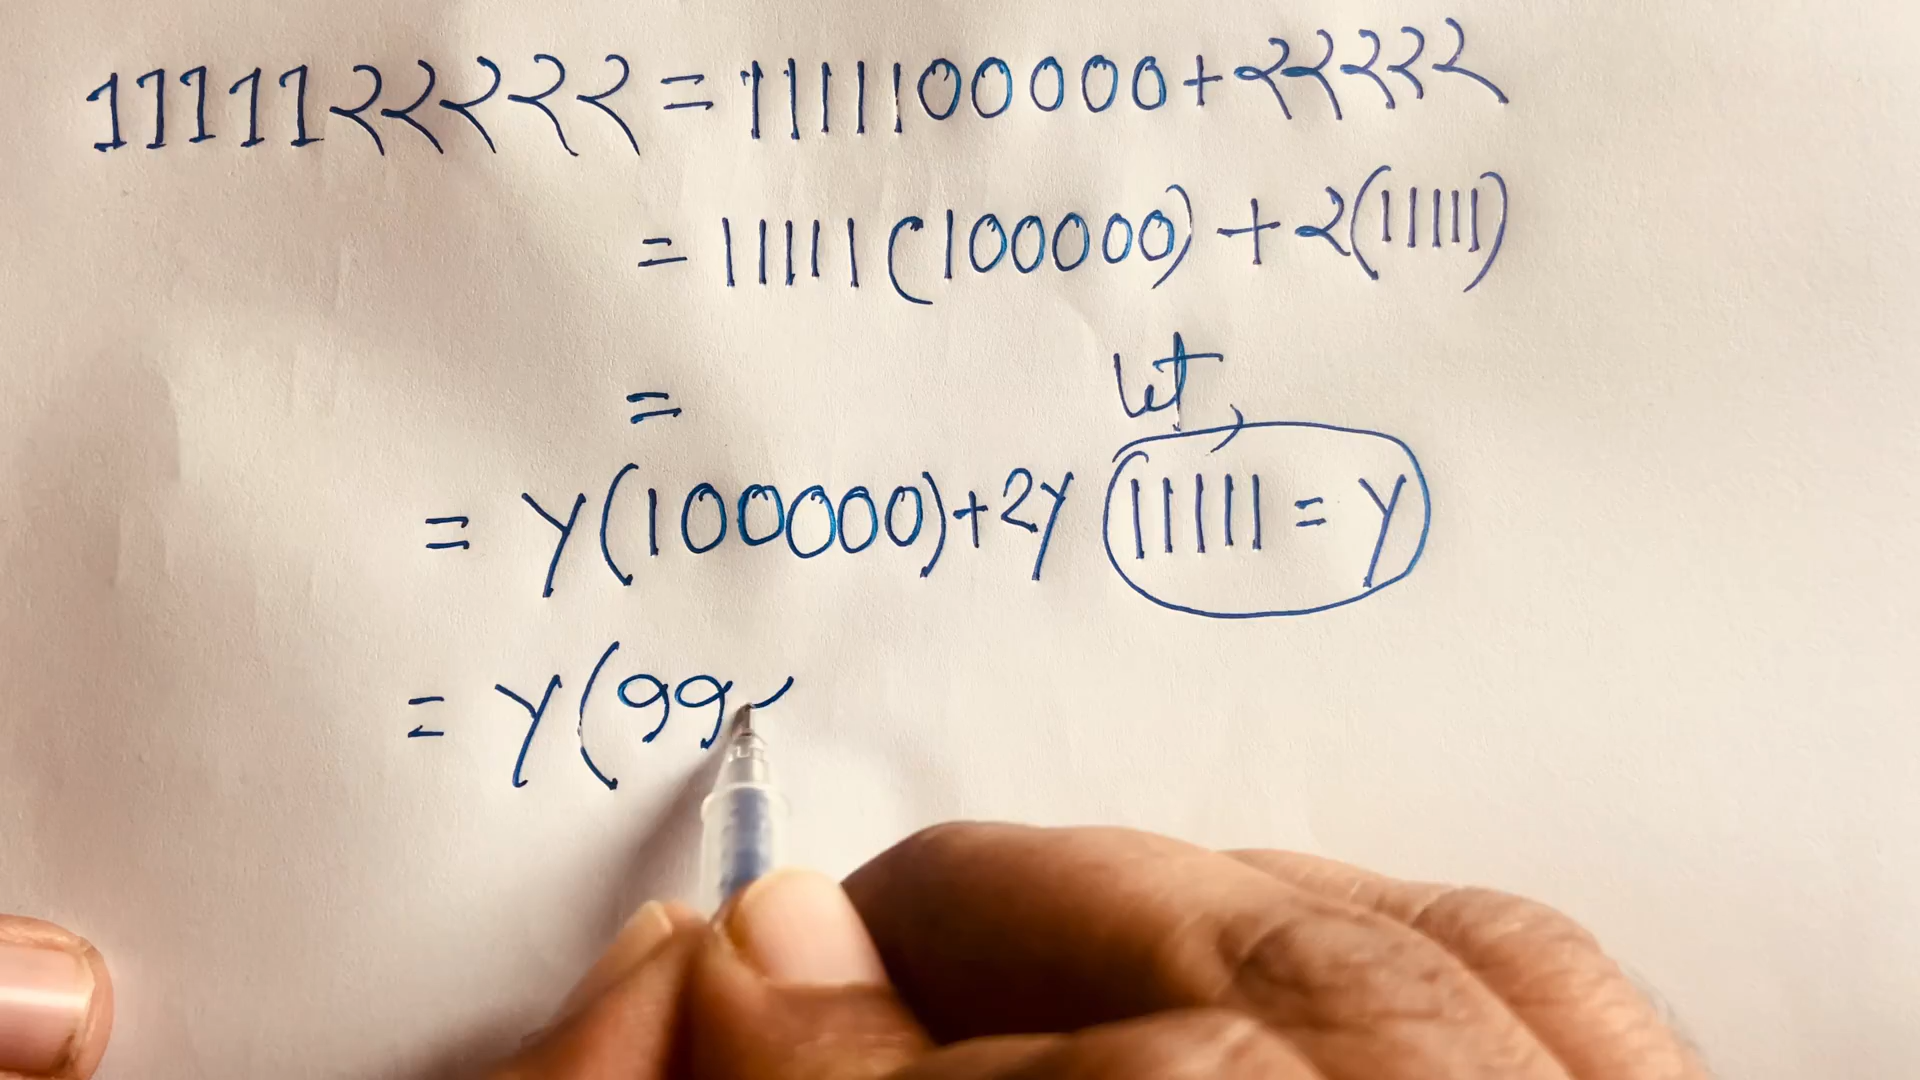 1111122222 = 1111100000 + 22222
= 11111 (100000) + 2(11111)
let,
=
= y(100000)+2y (11111 = y)
= y(99